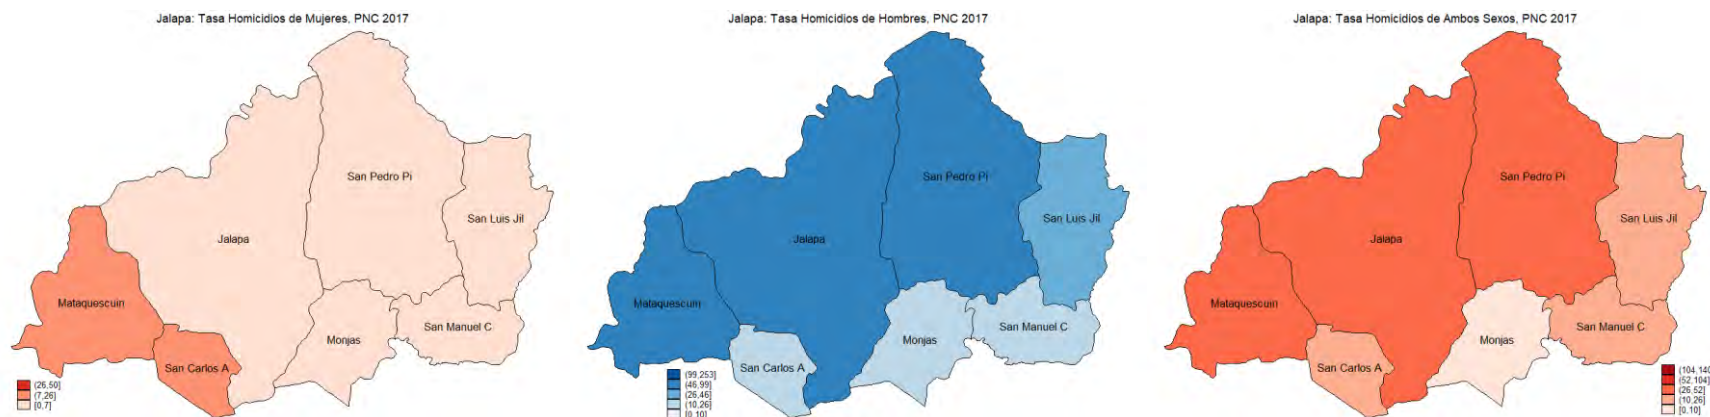 Jalapa: Tasa Homicidios de Mujeres, PNC 2017
San Pedro Pi
San Luis Jil
Jalapa
Mataquescuin
San Manuel C
Monjas
San Carlos A
(26,50]
(7,26]
[0,7]
Jalapa: Tasa Homicidios de Hombres, PNC 2017
San Pedro Pi
San Luis Jil
Jalapa
Mataquescuin
San Manuel C
Monjas
San Carlos A
(99,253]
(46,99]
(26,46]
(10,26]
[0,10]
Jalapa: Tasa Homicidios de Ambos Sexos, PNC 2017
San Pedro Pi
San Luis Jil
Jalapa
Mataquescuin
San Manuel C
Monjas
San Carlos A
(104,140
(52,104]
(26,52]
(10,26]
[0,10]